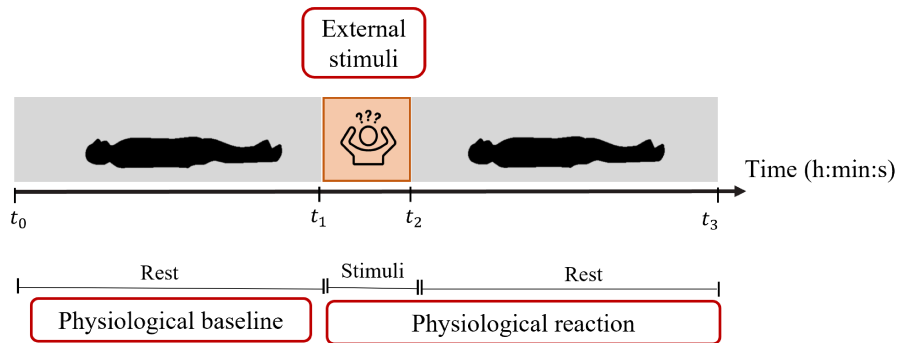 External
stimuli
???
Time (h:min:s)
t0 t1 t2 t3
Rest Stimuli Rest
Physiological baseline Physiological reaction